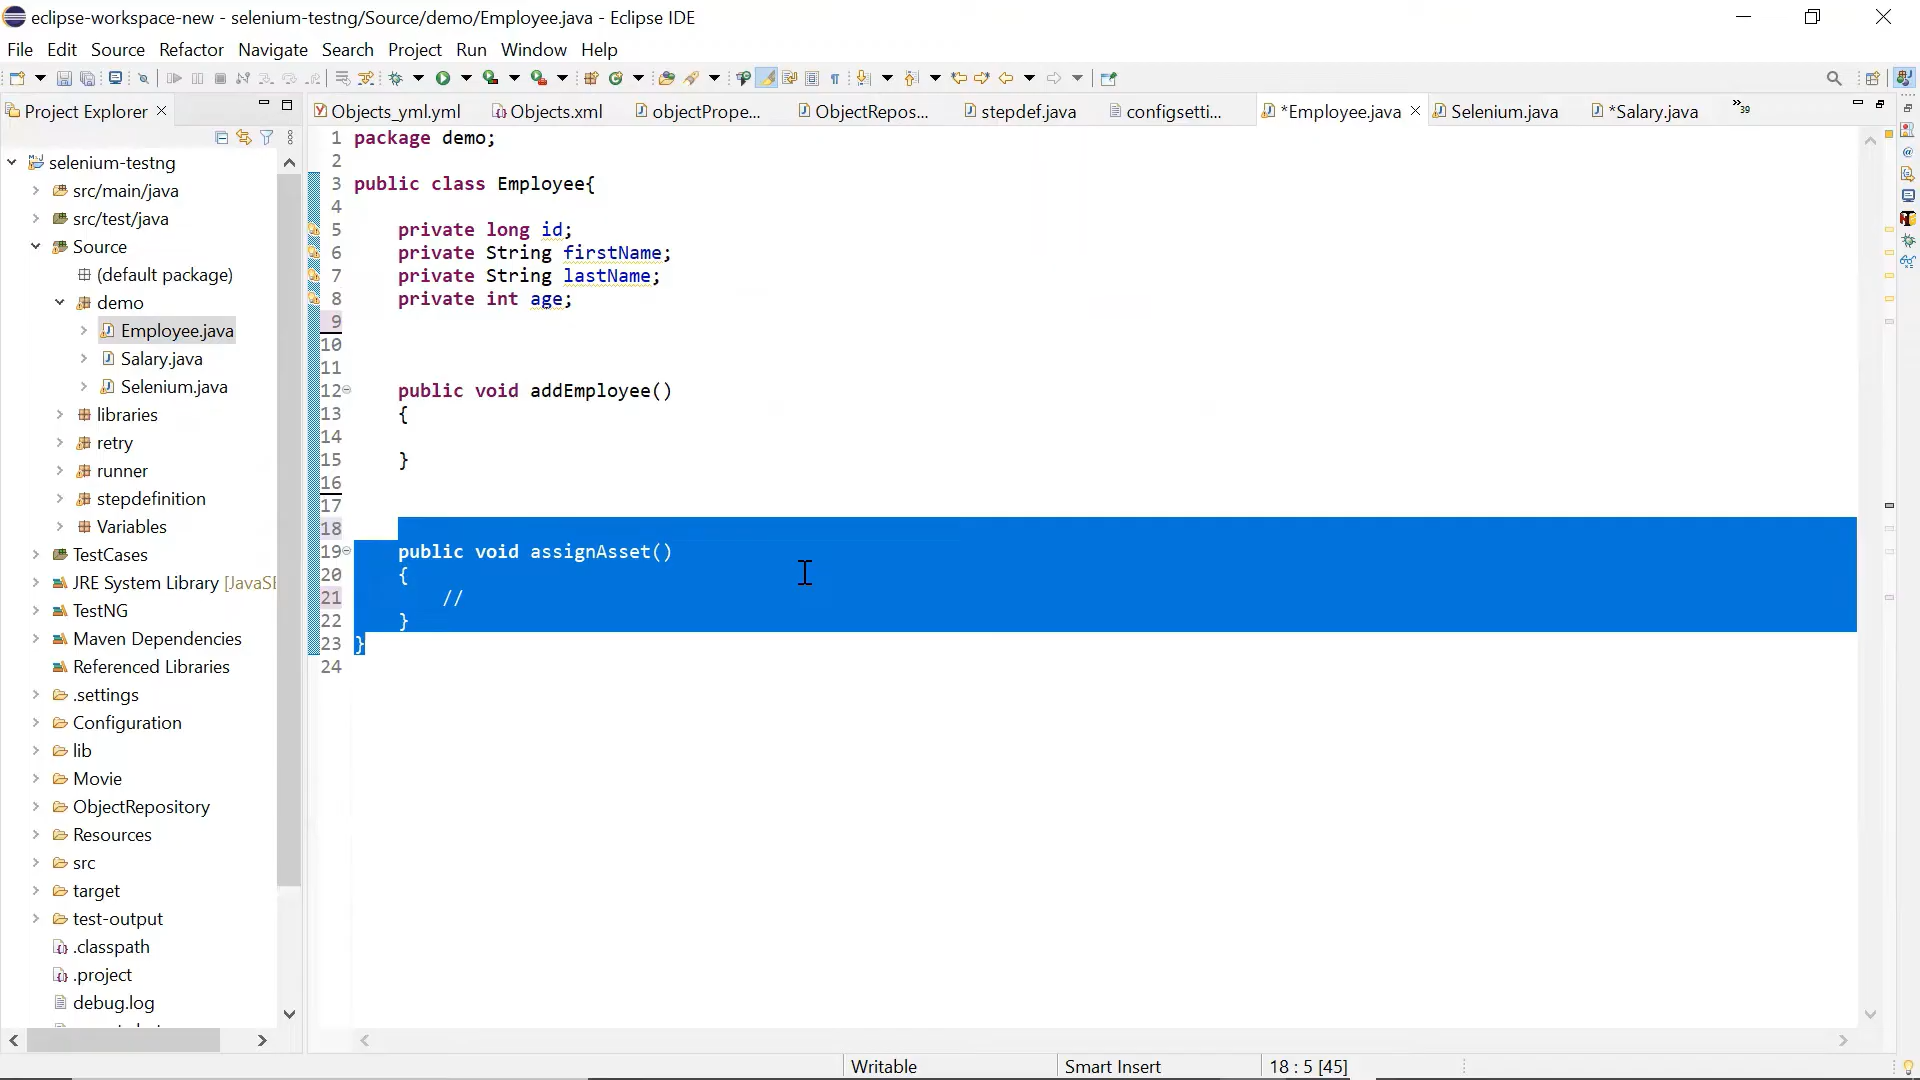 eclipse-workspace-new - selenium-testng/Source/demo/Employee.java - Eclipse IDE
File Edit Source Refactor Navigate Search Project Run Window Help
Project Explorer
Objects_yml.yml Objects.xml objectPrope... ObjectRepos... stepdef.java configsetti... *Employee.java Selenium.java *Salary.java »39
selenium-testng
src/main/java
src/test/java
Source
(default package)
demo
Employee.java
Salary.java
Selenium.java
libraries
retry
runner
stepdefinition
Variables
TestCases
JRE System Library [JavaSE
TestNG
Maven Dependencies
Referenced Libraries
.settings
Configuration
lib
Movie
ObjectRepository
Resources
src
target
test-output
.classpath
.project
debug.log
1 package demo;
2
3 public class Employee{
4
5 private long id;
6 private String firstName;
7 private String lastName;
8 private int age;
9
10
11
12 public void addEmployee()
13 {
14
15 }
16
17
18
19 public void assignAsset()
20 {
21 //
22 }
23 }
24
Writable Smart Insert 18 : 5 [45]